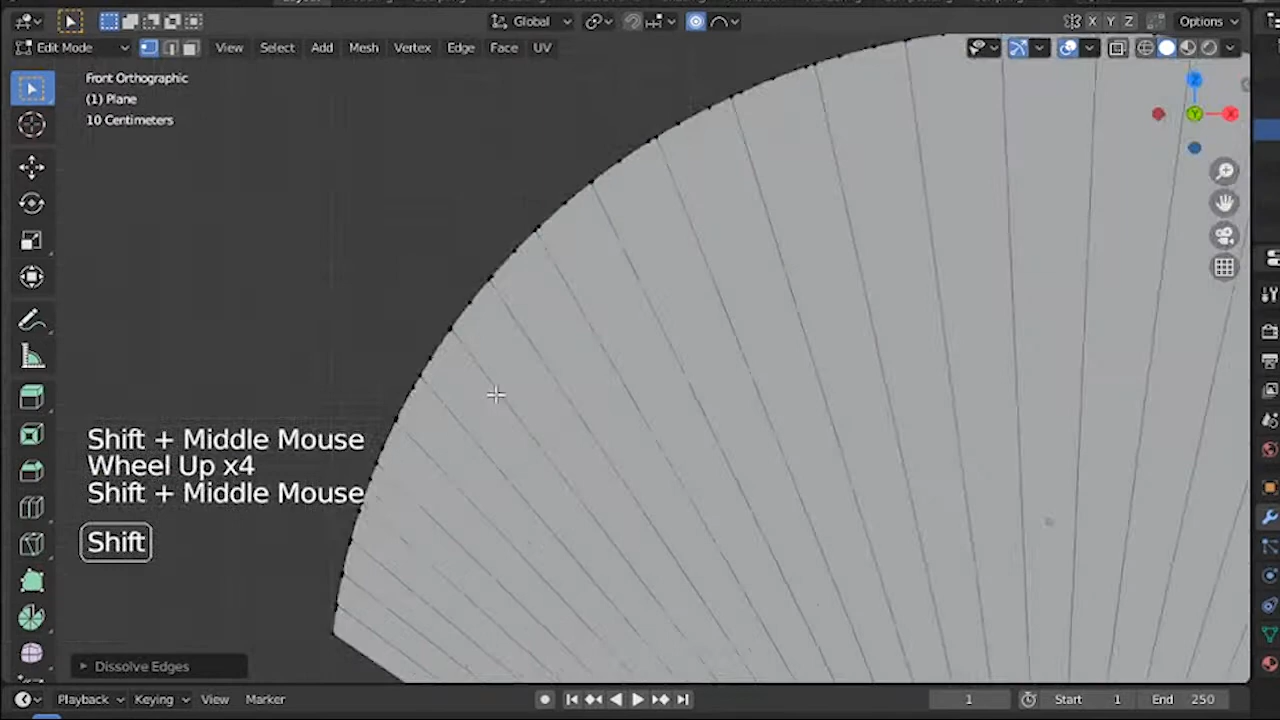 Global
X Y Z
Options
Edit Mode
View Select Add Mesh Vertex Edge Face UV
Front Orthographic
(1) Plane
10 Centimeters
Z
Y
X
Shift + Middle Mouse
Wheel Up x4
Shift + Middle Mouse
Shift
Dissolve Edges
Playback Keying View Marker
1
Start 1
End 250